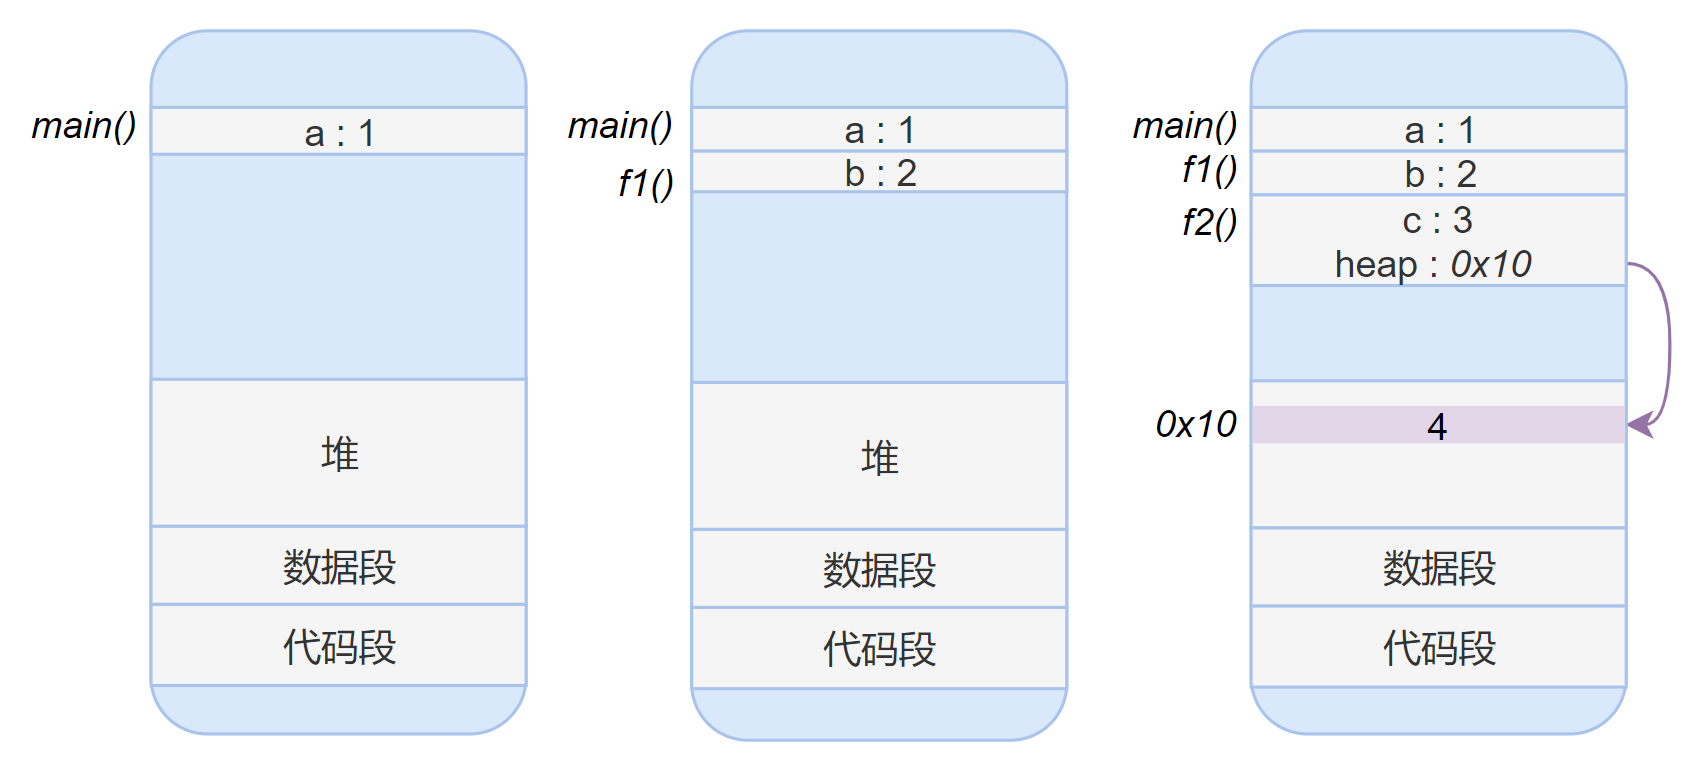 main()
a : 1
堆
数据段
代码段
main()
a : 1
f1()
b : 2
堆
数据段
代码段
main()
a : 1
f1()
b : 2
f2()
c : 3
heap : 0x10
0x10
4
数据段
代码段